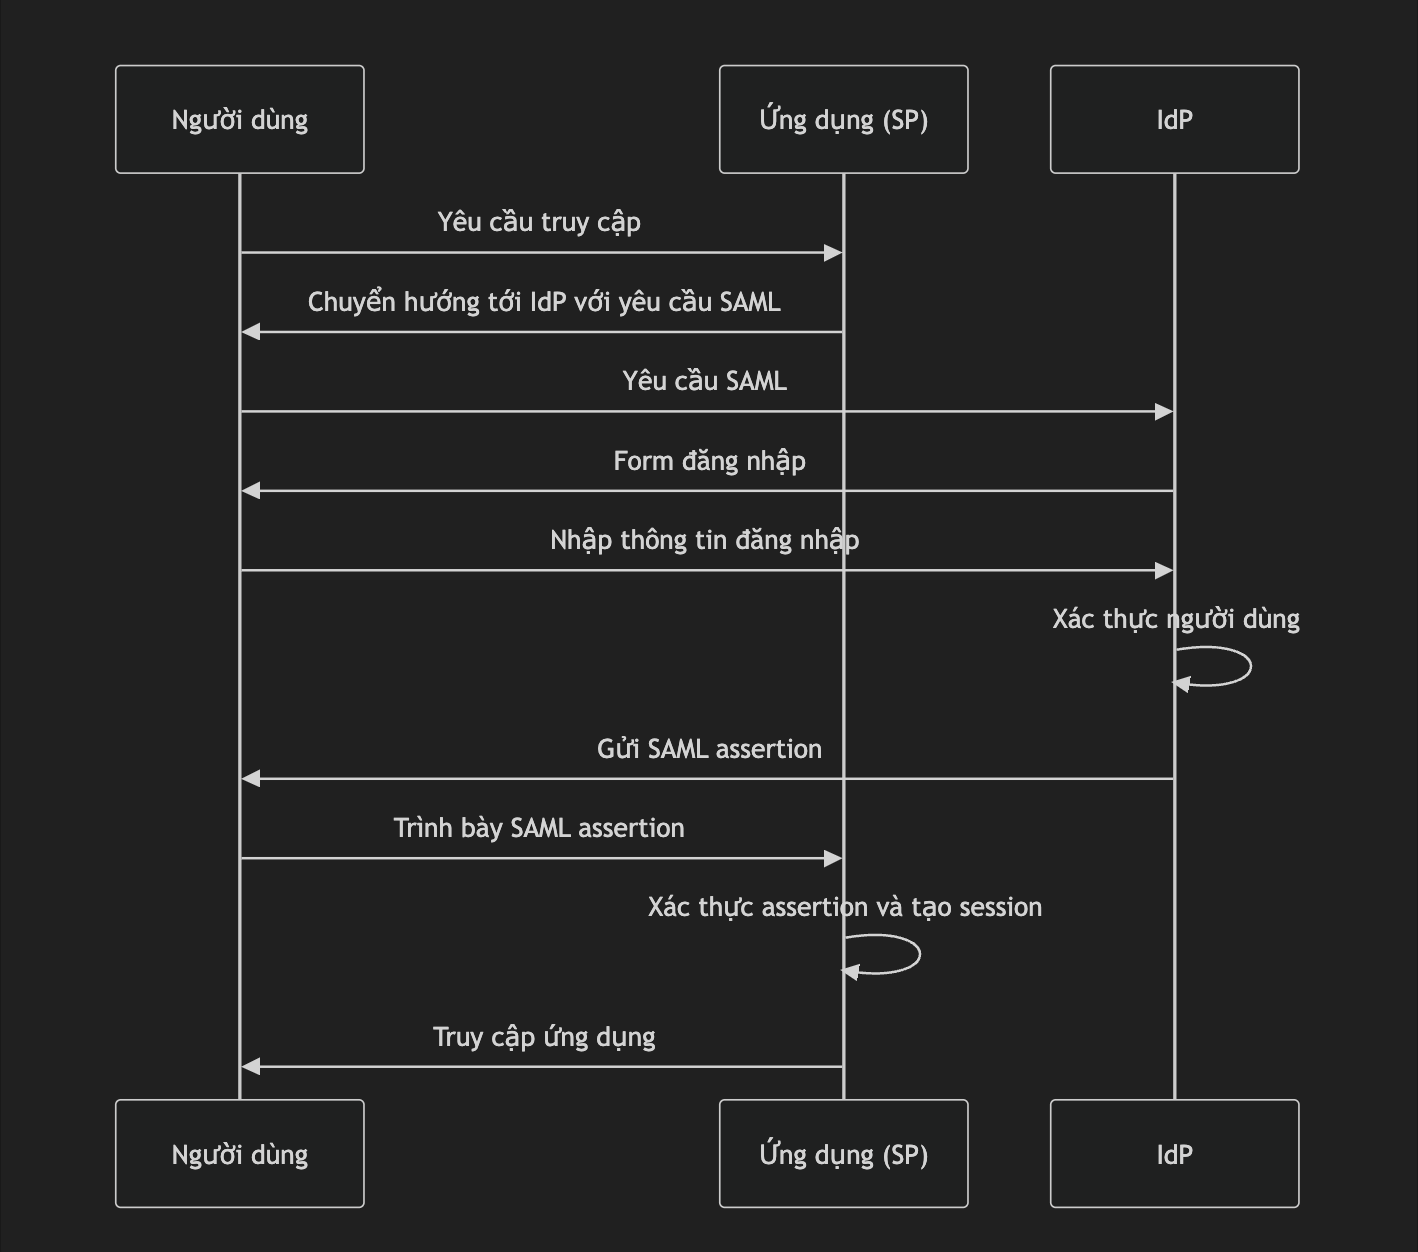 Người dùng
Ứng dụng (SP)
IdP
Yêu cầu truy cập
Chuyển hướng tới IdP với yêu cầu SAML
Yêu cầu SAML
Form đăng nhập
Nhập thông tin đăng nhập
Xác thực người dùng
Gửi SAML assertion
Trình bày SAML assertion
Xác thực assertion và tạo session
Truy cập ứng dụng
Người dùng
Ứng dụng (SP)
IdP